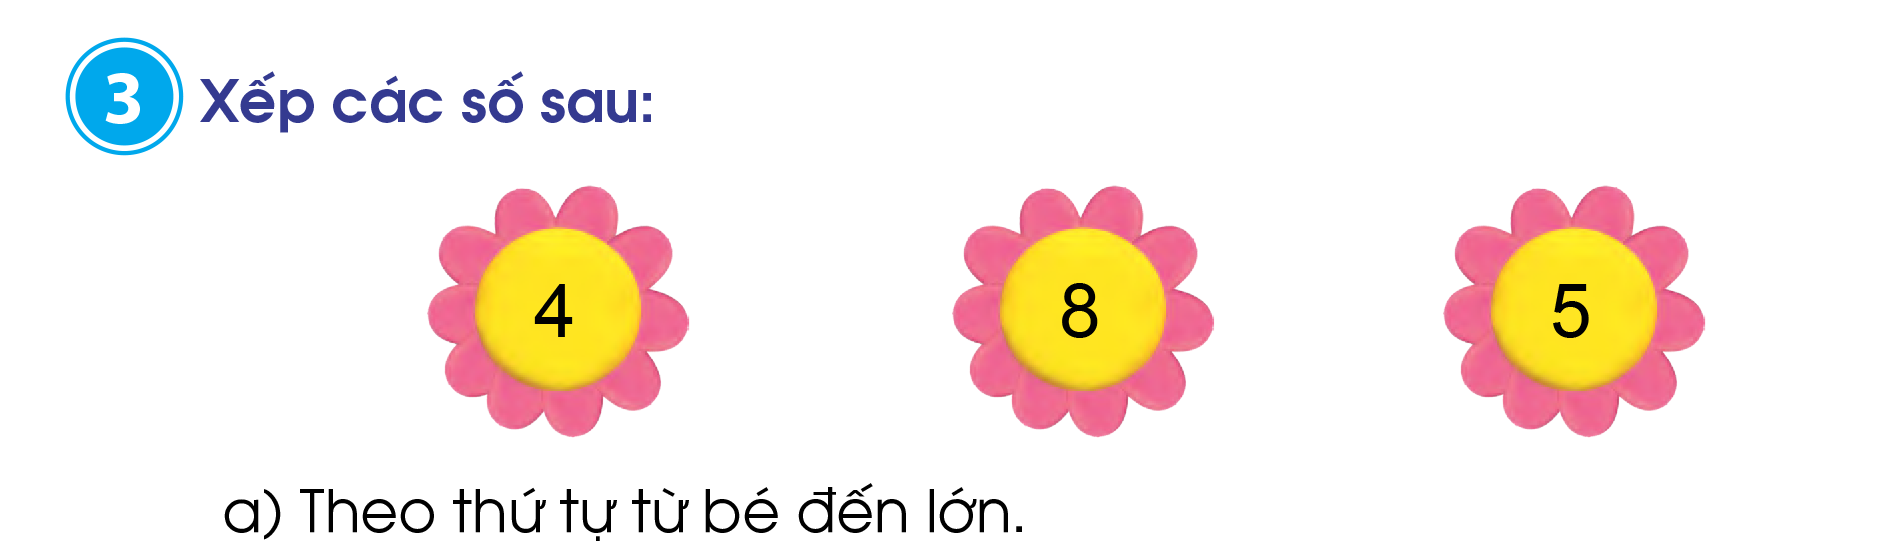 3 Xếp các số sau:
4 8 5
a) Theo thứ tự từ bé đến lớn.